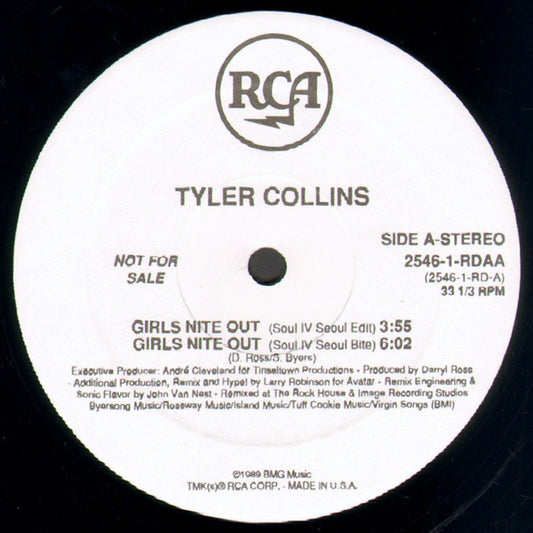 RCA
TYLER COLLINS
SIDE A-STEREO
NOT FOR
SALE
2546-1-RDAA
(2546-1-RD-A)
33 1/3 RPM
GIRLS NITE OUT (Soul IV Seoul Edit) 3:55
GIRLS NITE OUT (Soul IV Seoul Bite) 6:02
(D. Ross/S. Byers)
Executive Producer: André Cleveland for Tinseltown Productions - Produced by Darryl Ross
- Additional Production, Remix and Hype! by Larry Robinson for Avatar - Remix Engineering &
Sonic Flavor by John Van Nest - Remixed at The Rock House & Image Recording Studios
Byersong Music/Roseway Music/Island Music/Tuff Cookie Music/Virgin Songs (BMI)
℗1989 BMG Music
TMK(s)® RCA CORP. - MADE IN U.S.A.